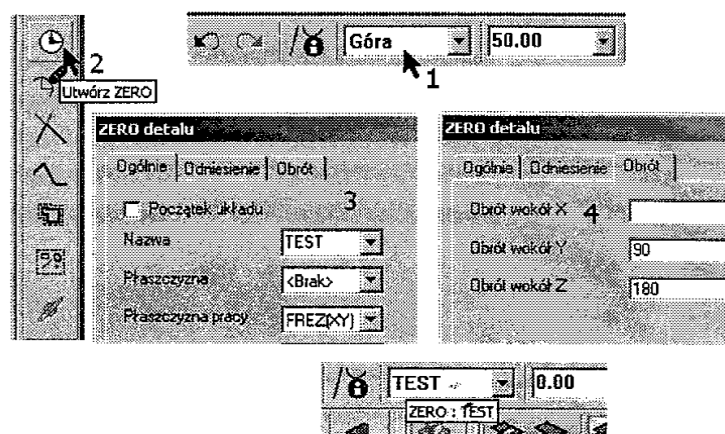 Góra 50.00
1
2
Utwórz ZERO
ZERO detalu
Ogólnie Odniesienie Obrót
Początek układu
3
Nazwa TEST
Płaszczyzna <Brak>
Płaszczyzna pracy FREZ(XY)
ZERO detalu
Ogólnie Odniesienie Obrót
Obrót wokół X 4
Obrót wokół Y 90
Obrót wokół Z 180
TEST 0.00
ZERO : TEST